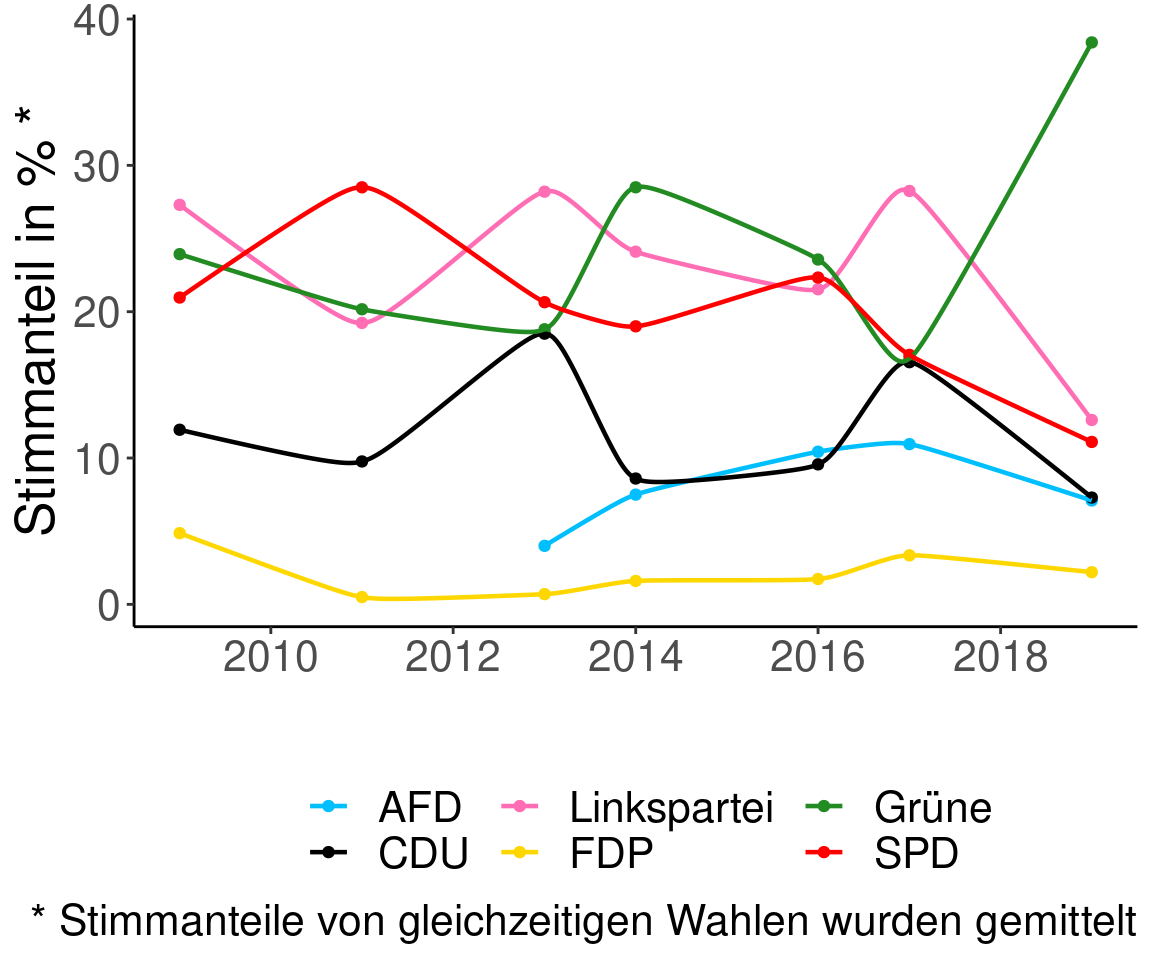 Stimmanteil in % *
40
30
20
10
0
2010 2012 2014 2016 2018
AFD Linkspartei Grüne
CDU FDP SPD
* Stimmanteile von gleichzeitigen Wahlen wurden gemittelt